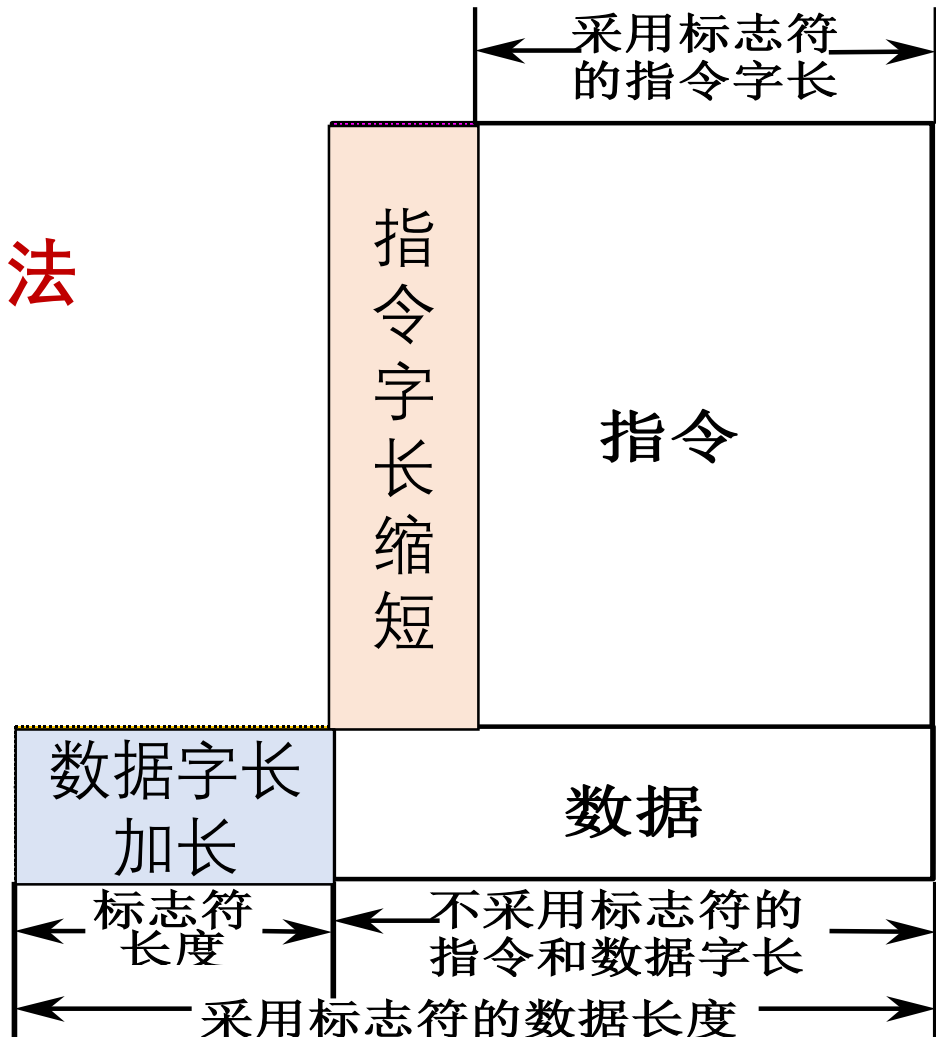 采用标志符
的指令字长
法
指
令
字
长
缩
短
指令
数据字长
加长
数据
标志符
长度
不采用标志符的
指令和数据字长
采用标志符的数据长度